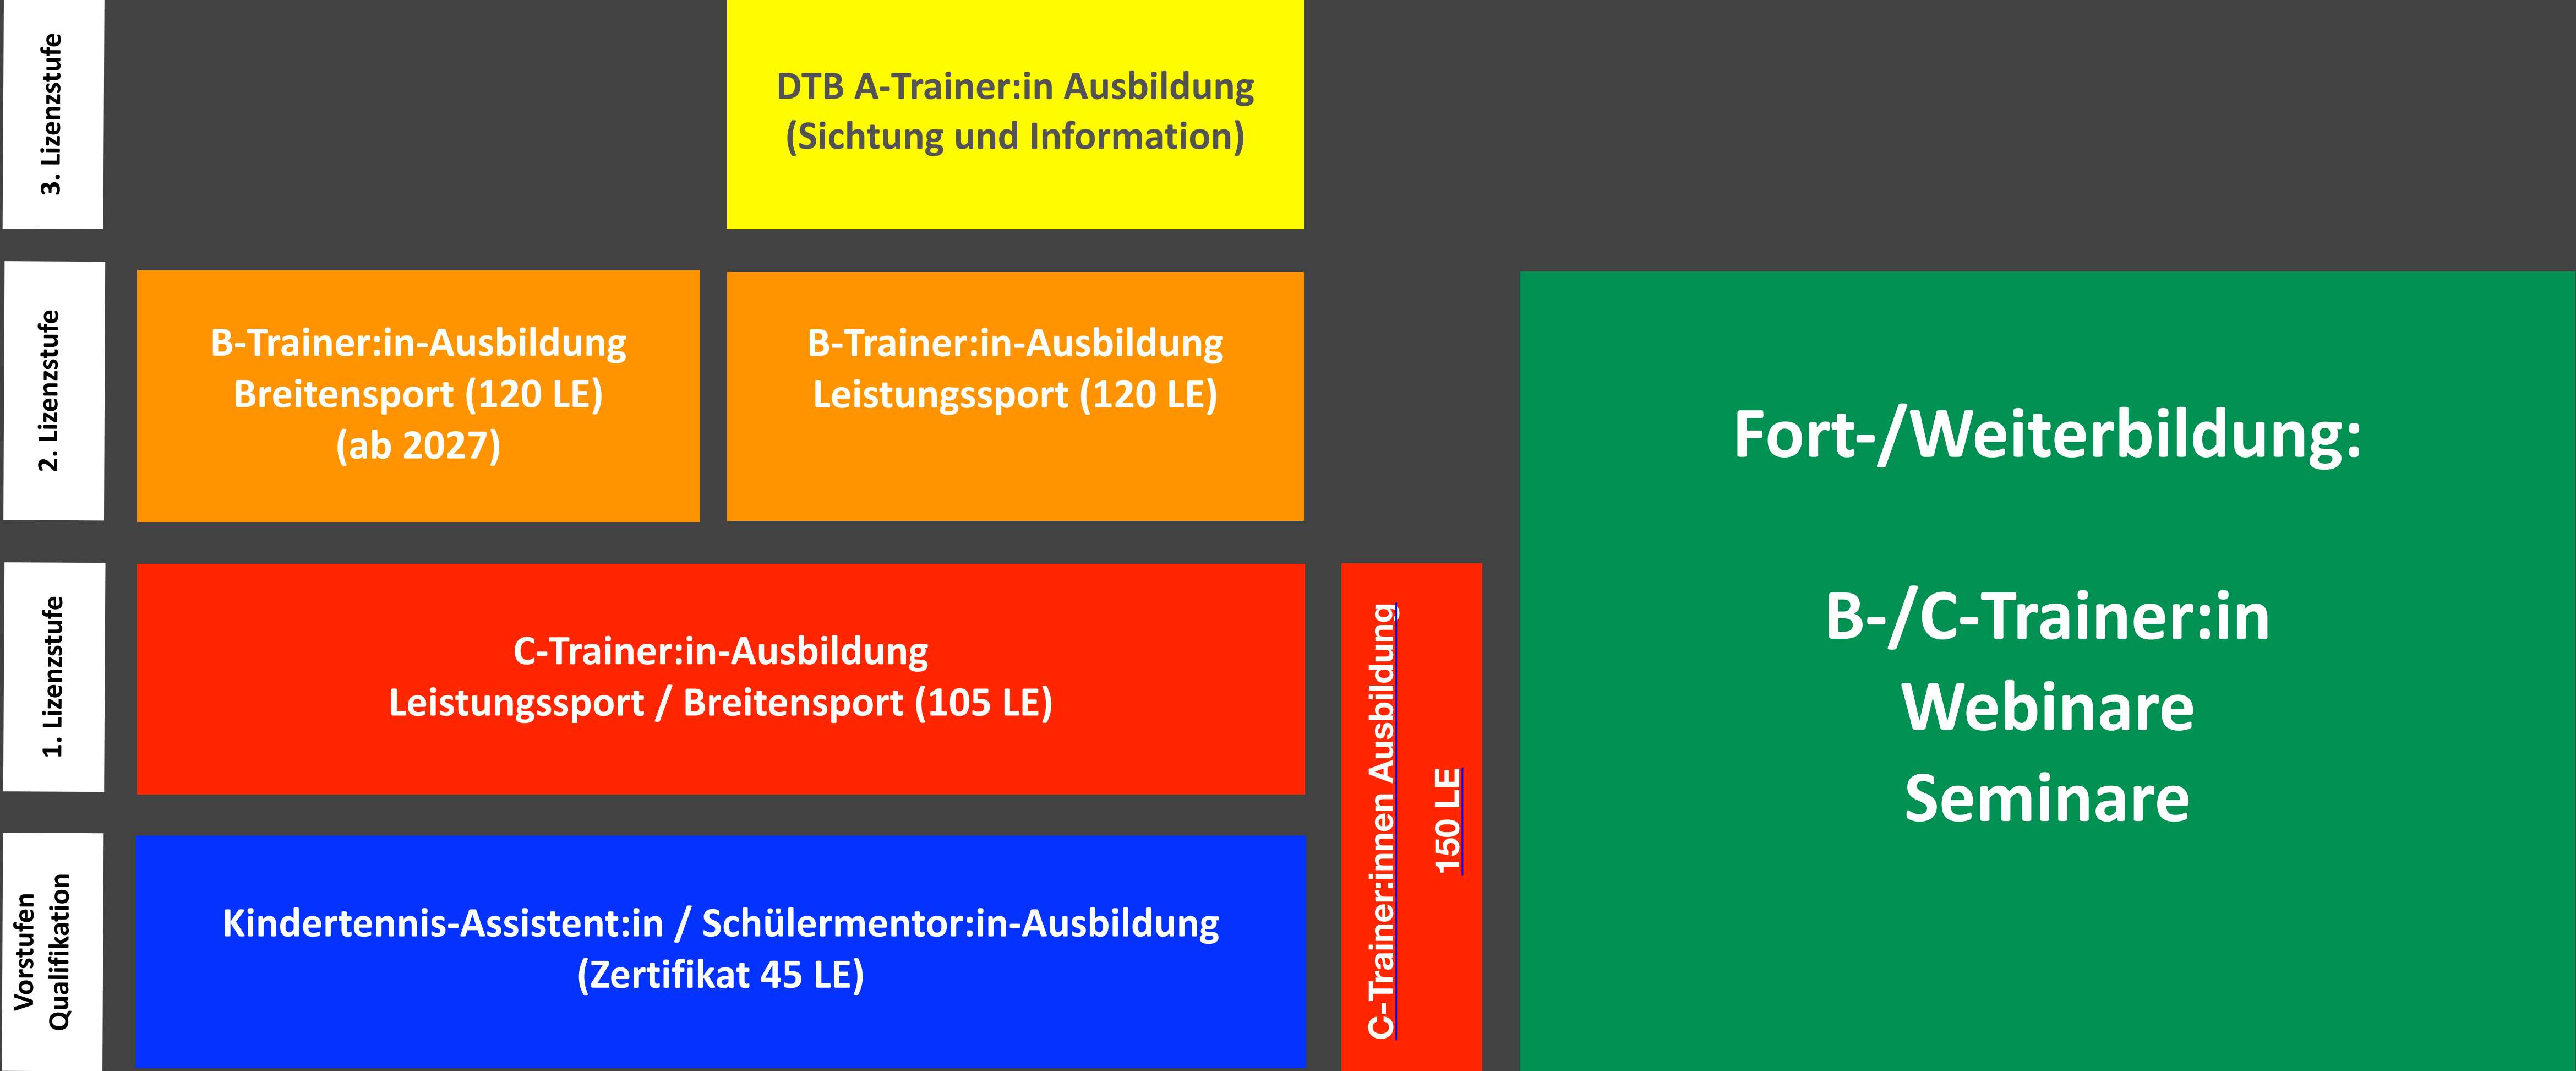 3. Lizenzstufe
DTB A-Trainer:in Ausbildung
(Sichtung und Information)
2. Lizenzstufe
B-Trainer:in-Ausbildung
Breitensport (120 LE)
(ab 2027)
B-Trainer:in-Ausbildung
Leistungssport (120 LE)
1. Lizenzstufe
C-Trainer:in-Ausbildung
Leistungssport / Breitensport (105 LE)
Vorstufen
Qualifikation
Kindertennis-Assistent:in / Schülermentor:in-Ausbildung
(Zertifikat 45 LE)
C-Trainer:innen Ausbildung
150 LE
Fort-/Weiterbildung:
B-/C-Trainer:in
Webinare
Seminare